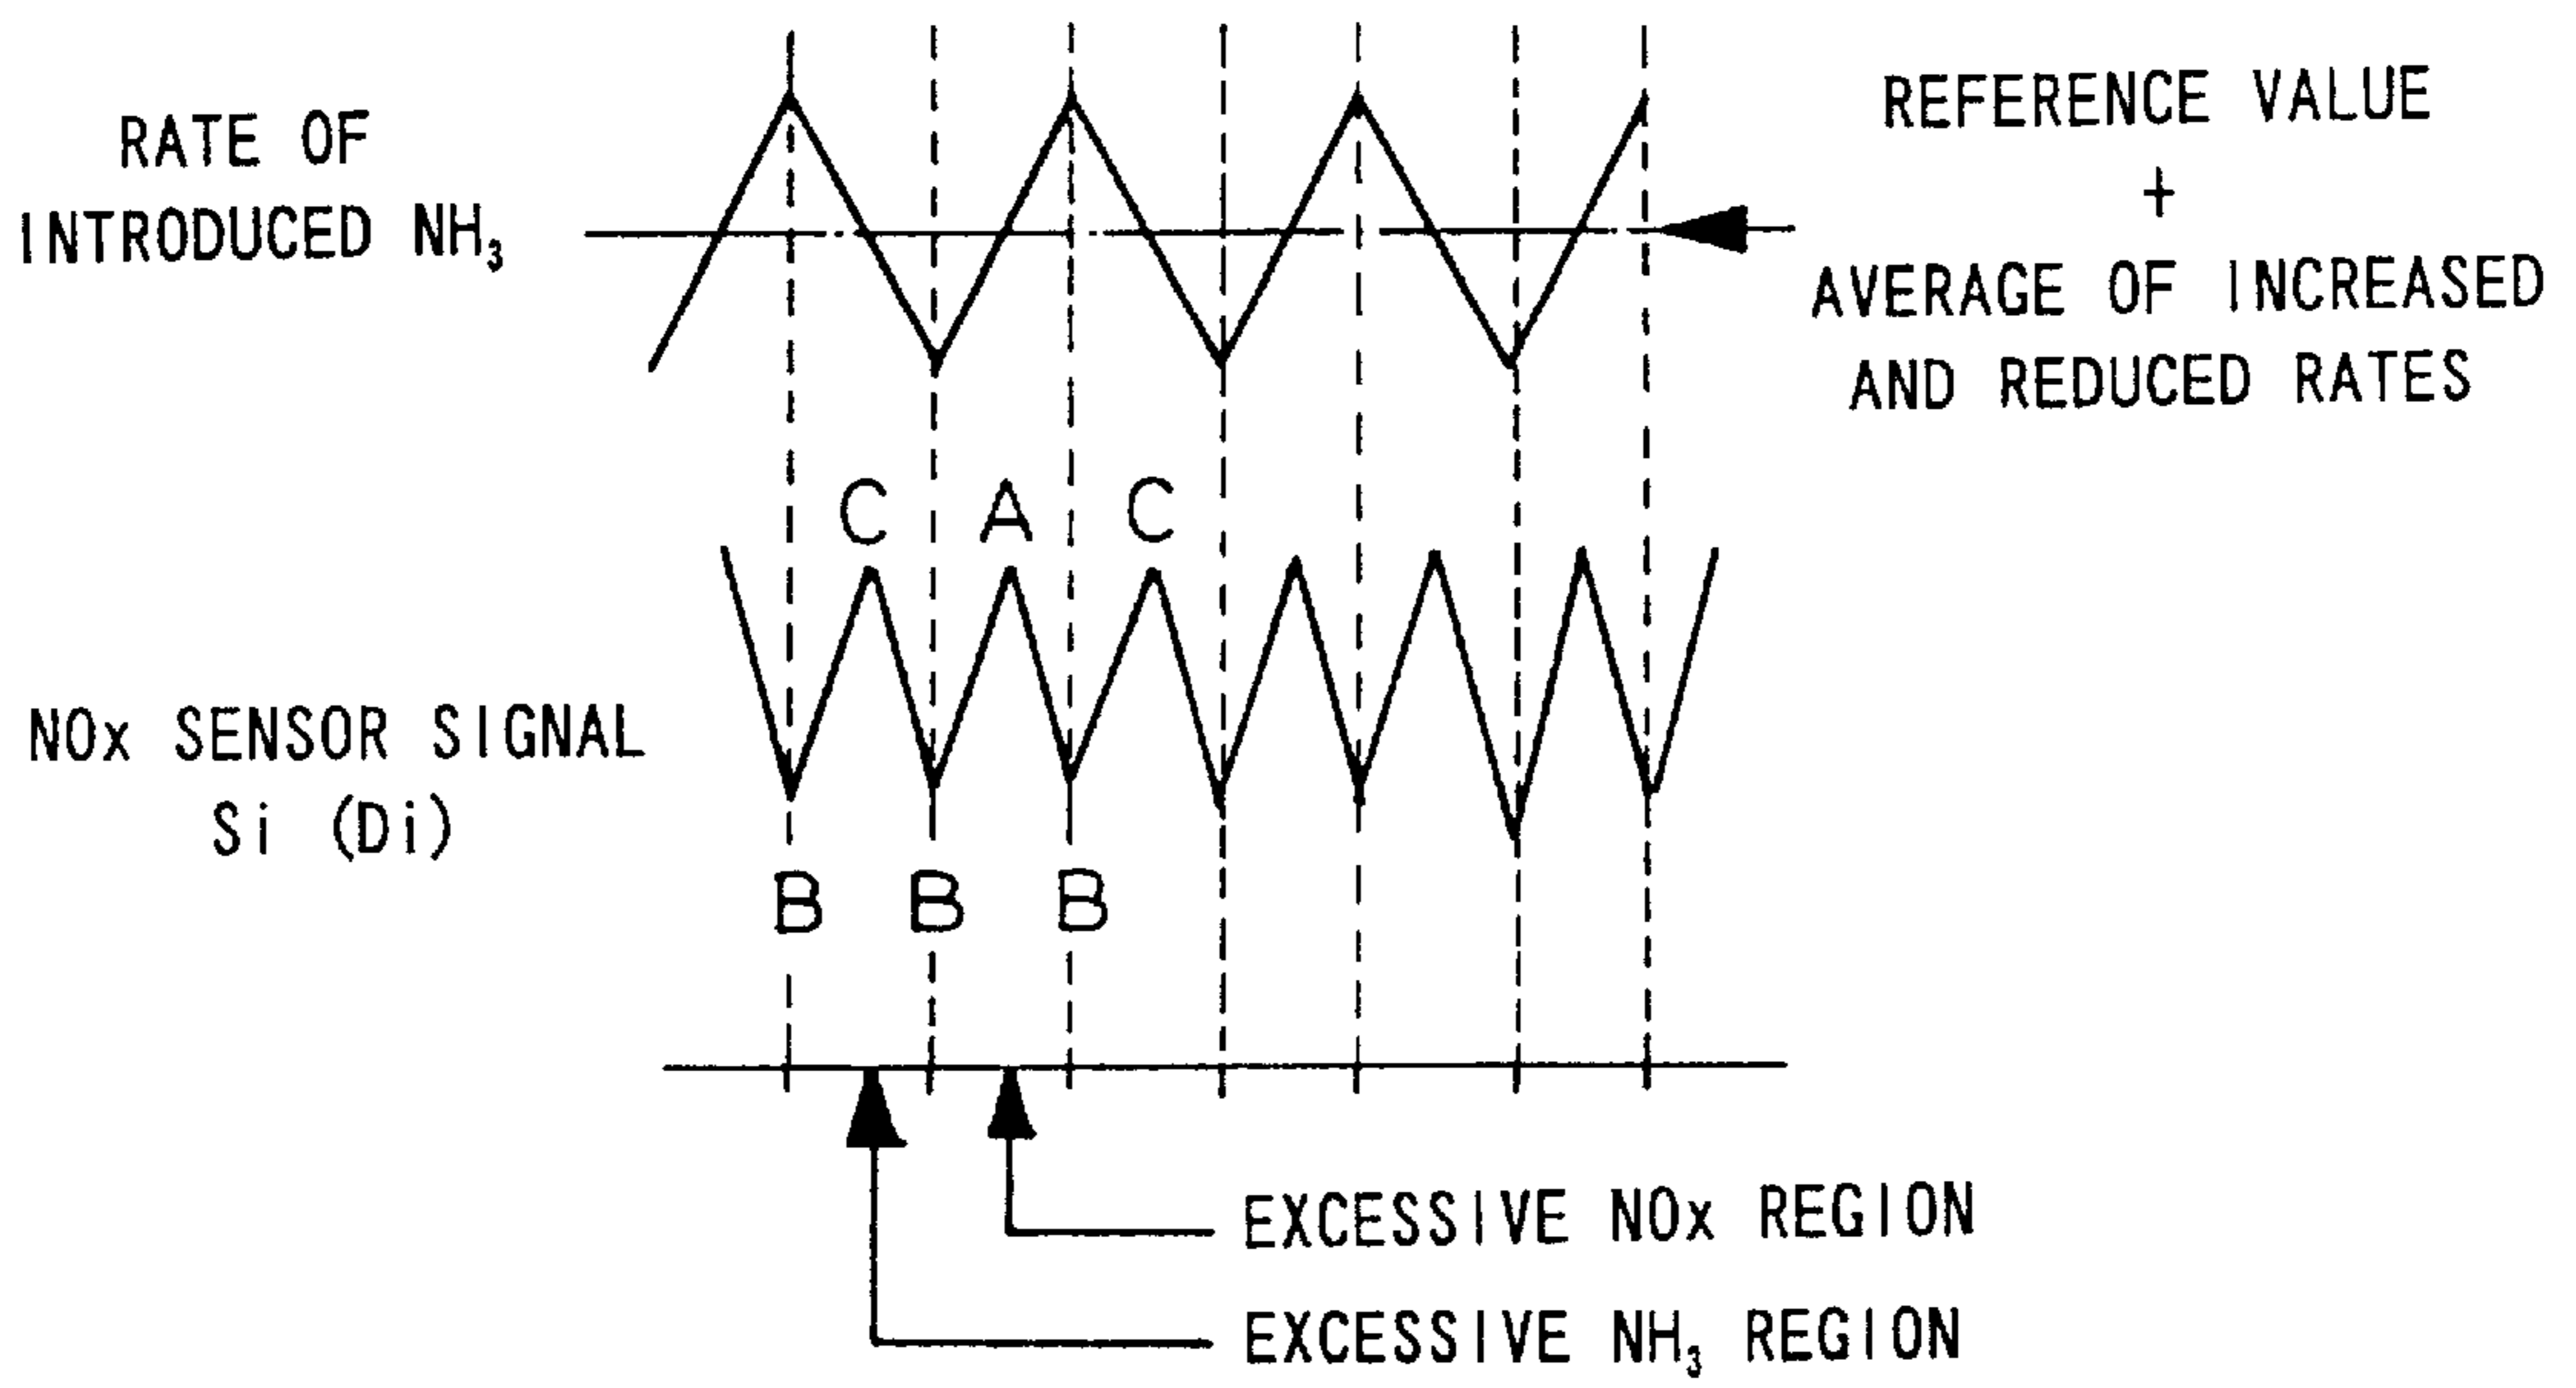 RATE OF
INTRODUCED NH₃
REFERENCE VALUE
+
AVERAGE OF INCREASED
AND REDUCED RATES
C A C
NOx SENSOR SIGNAL
Si (Di)
B B B
EXCESSIVE NOx REGION
EXCESSIVE NH₃ REGION